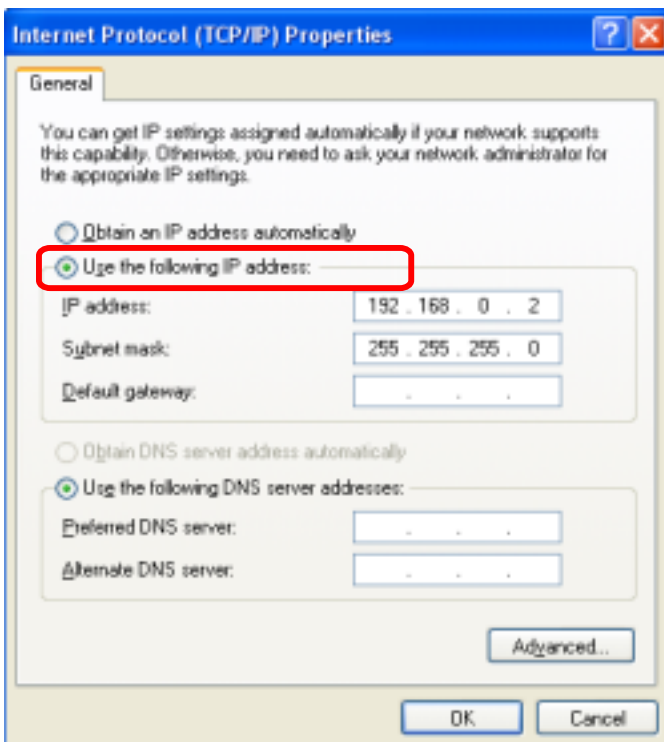 Internet Protocol (TCP/IP) Properties
General
You can get IP settings assigned automatically if your network supports
this capability. Otherwise, you need to ask your network administrator for
the appropriate IP settings.
Obtain an IP address automatically
Use the following IP address:
IP address: 192 . 168 . 0 . 2
Subnet mask: 255 . 255 . 255 . 0
Default gateway: . . .
Obtain DNS server address automatically
Use the following DNS server addresses:
Preferred DNS server: . . .
Alternate DNS server: . . .
Advanced...
OK Cancel